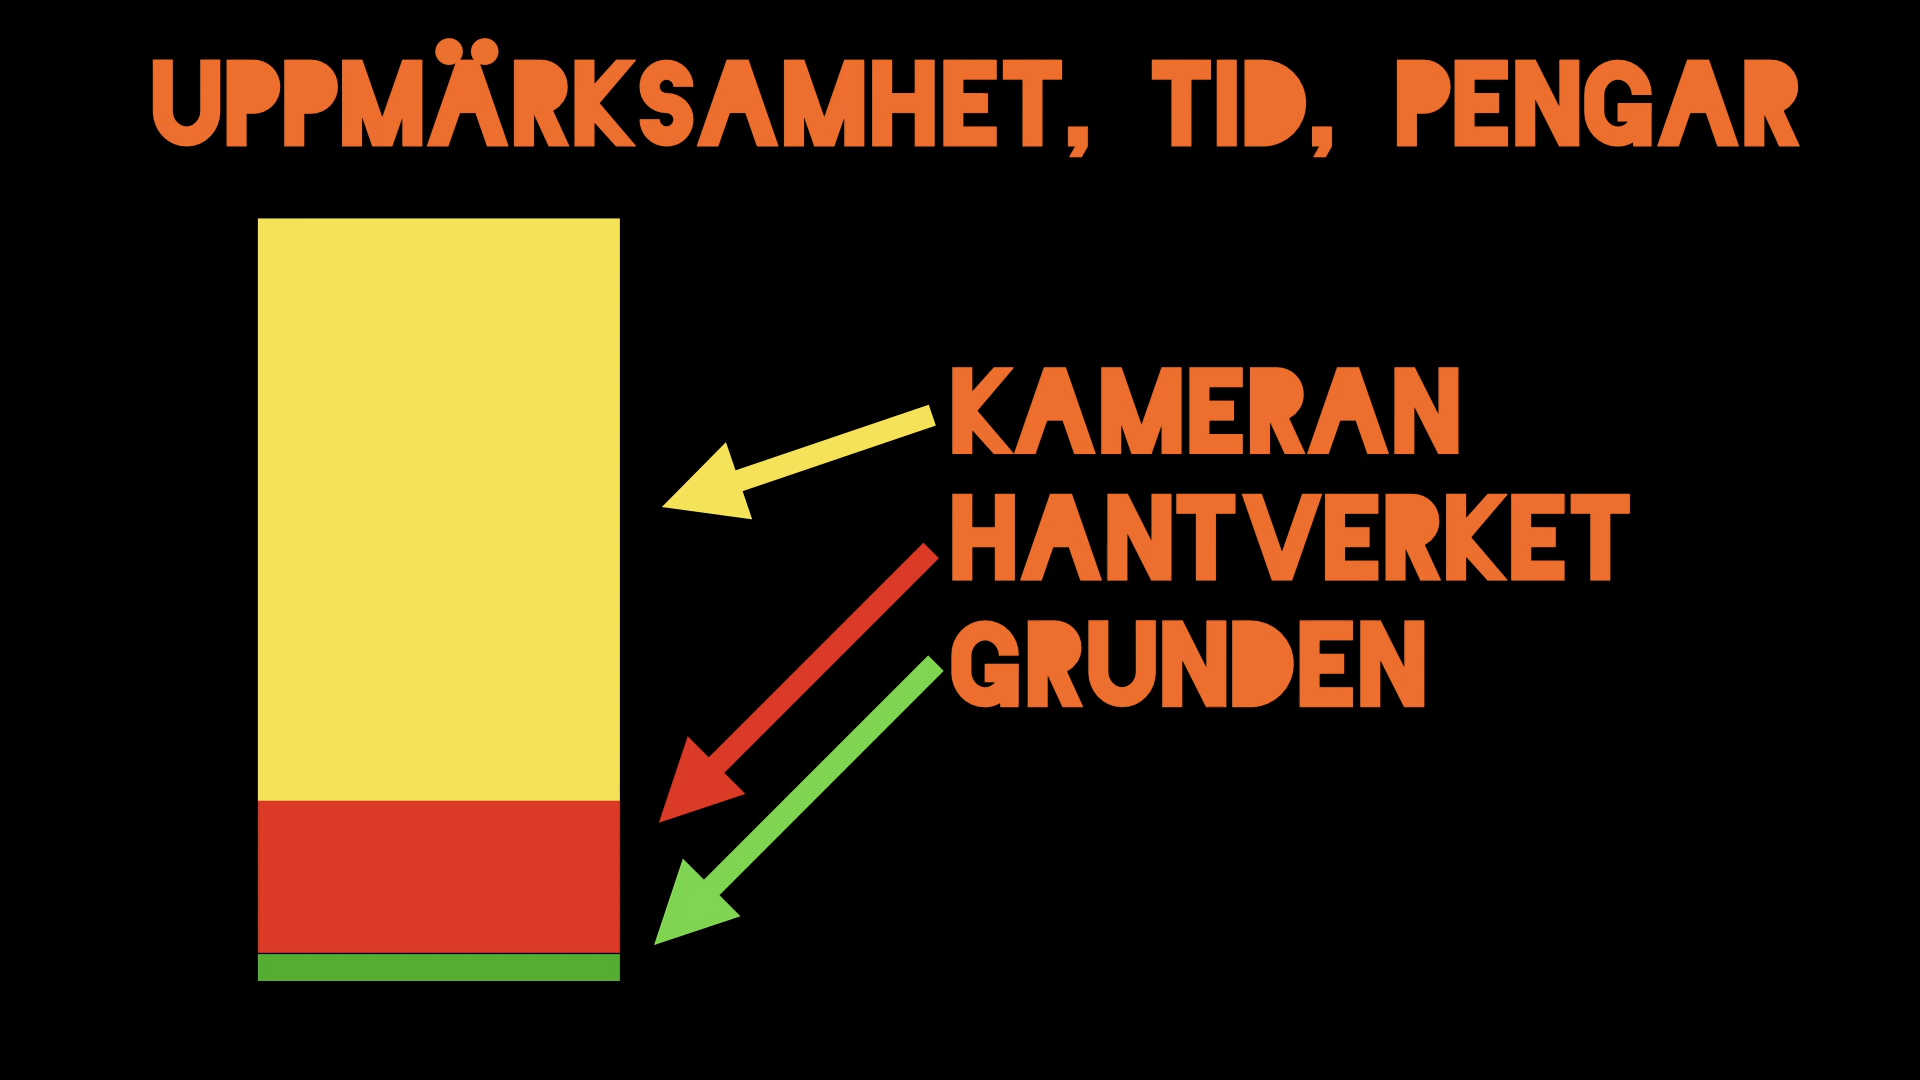 UPPMÄRKSAMHET, TID, PENGAR
KAMERAN
HANTVERKET
GRUNDEN